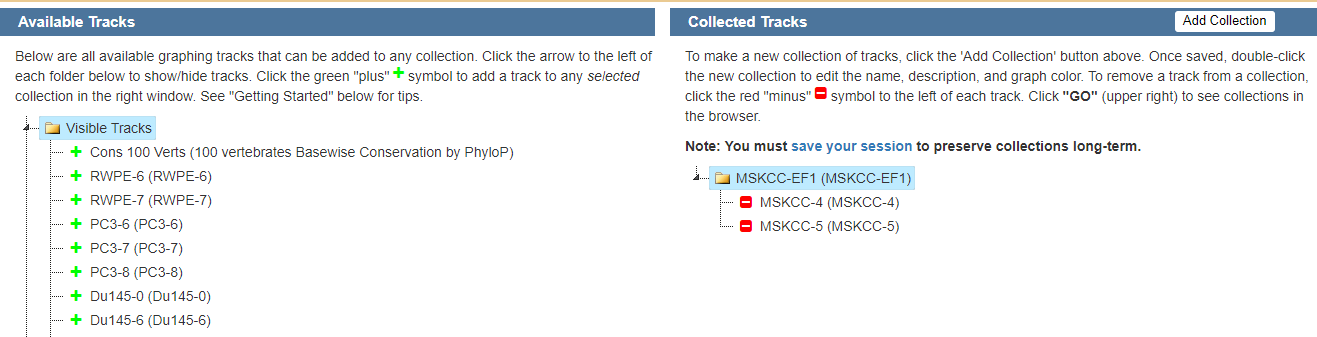 Available Tracks
Below are all available graphing tracks that can be added to any collection. Click the arrow to the left of
each folder below to show/hide tracks. Click the green "plus" symbol to add a track to any selected
collection in the right window. See "Getting Started" below for tips.
Visible Tracks
Cons 100 Verts (100 vertebrates Basewise Conservation by PhyloP)
RWPE-6 (RWPE-6)
RWPE-7 (RWPE-7)
PC3-6 (PC3-6)
PC3-7 (PC3-7)
PC3-8 (PC3-8)
Du145-0 (Du145-0)
Du145-6 (Du145-6)
Collected Tracks
Add Collection
To make a new collection of tracks, click the 'Add Collection' button above. Once saved, double-click
the new collection to edit the name, description, and graph color. To remove a track from a collection,
click the red "minus" symbol to the left of each track. Click "GO" (upper right) to see collections in
the browser.
Note: You must save your session to preserve collections long-term.
MSKCC-EF1 (MSKCC-EF1)
MSKCC-4 (MSKCC-4)
MSKCC-5 (MSKCC-5)